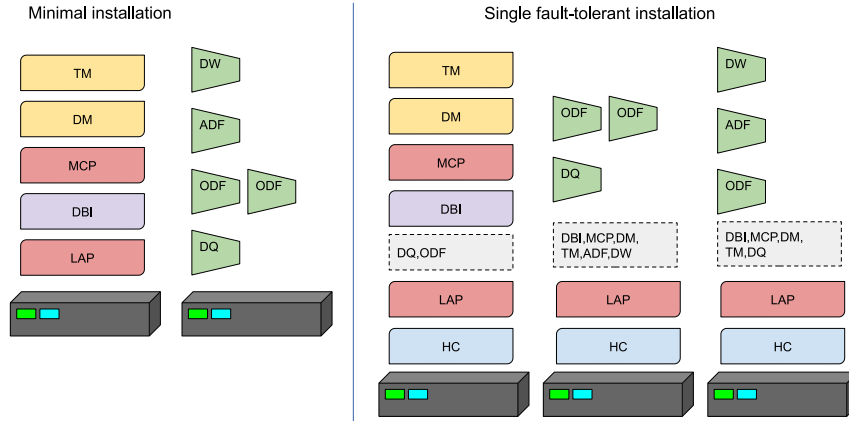 Minimal installation
TM
DM
MCP
DBI
LAP
DW
ADF
ODF
ODF
DQ
Single fault-tolerant installation
TM
DM
MCP
DBI
DQ,ODF
LAP
HC
ODF
ODF
DQ
DBI,MCP,DM,
TM,ADF,DW
LAP
HC
DW
ADF
ODF
DBI,MCP,DM,
TM,DQ
LAP
HC